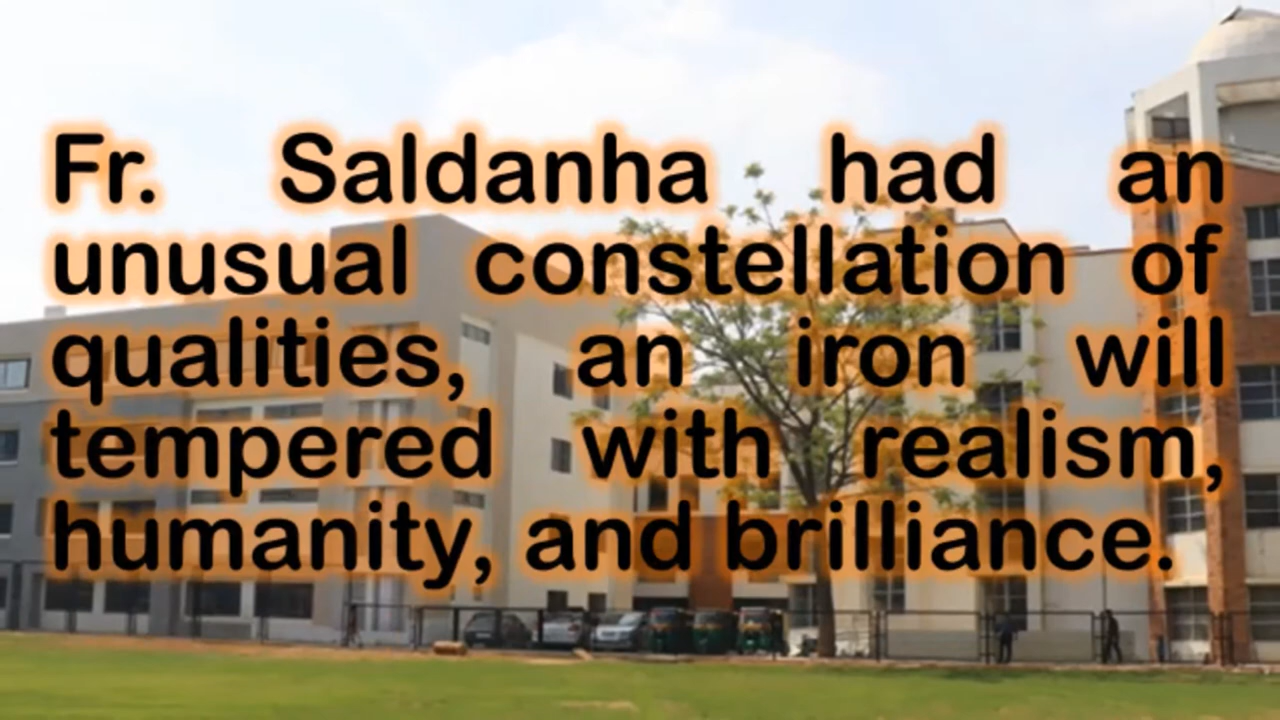 Fr. Saldanha had an
unusual constellation of
qualities, an iron will
tempered with realism,
humanity, and brilliance.